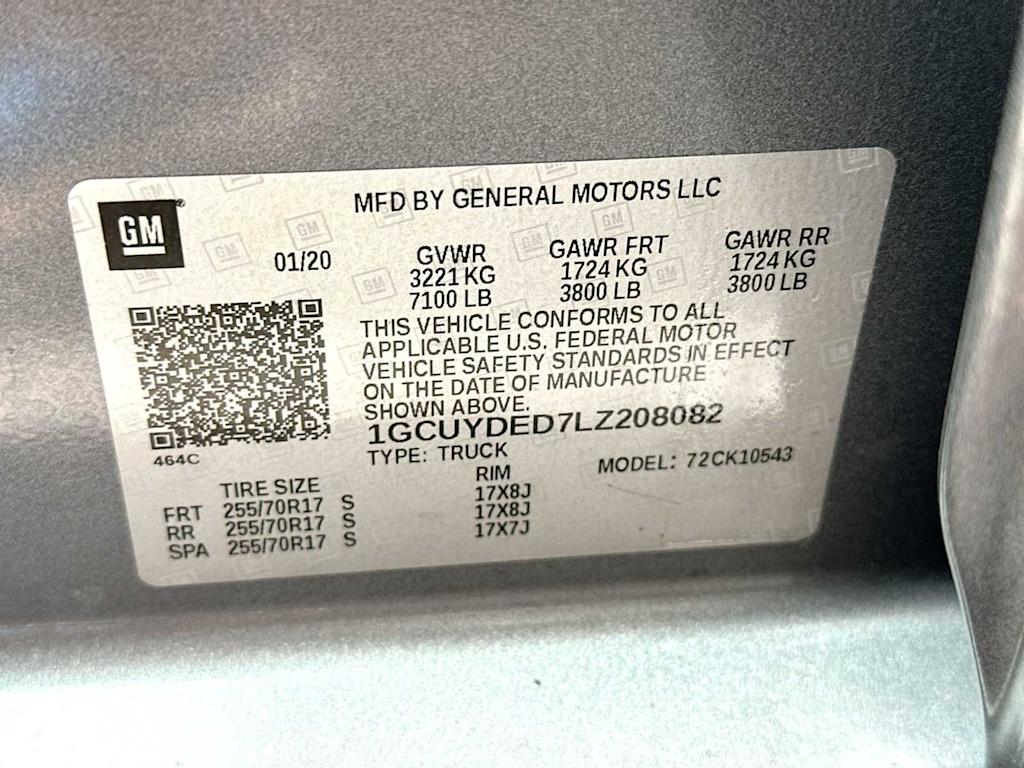 MFD BY GENERAL MOTORS LLC
GM
01/20
GVWR GAWR FRT GAWR RR
3221 KG 1724 KG 1724 KG
7100 LB 3800 LB 3800 LB
THIS VEHICLE CONFORMS TO ALL
APPLICABLE U.S. FEDERAL MOTOR
VEHICLE SAFETY STANDARDS IN EFFECT
ON THE DATE OF MANUFACTURE
SHOWN ABOVE.
1GCUYDED7LZ208082
464C
TYPE: TRUCK MODEL: 72CK10543
TIRE SIZE RIM
FRT 255/70R17 S 17X8J
RR 255/70R17 S 17X8J
SPA 255/70R17 S 17X7J